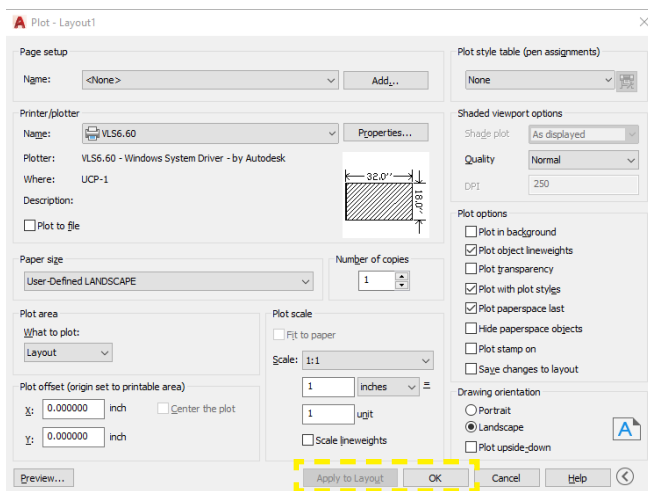 Plot - Layout1
Page setup
Name:
<None>
Add...
Plot style table (pen assignments)
None
Printer/plotter
Name:
VLS6.60
Properties...
Plotter:
VLS6.60 - Windows System Driver - by Autodesk
Where:
UCP-1
Description:
Plot to file
32.0''
18.0''
Shaded viewport options
Shade plot
As displayed
Quality
Normal
DPI
250
Paper size
User-Defined LANDSCAPE
Number of copies
1
Plot options
Plot in background
Plot object lineweights
Plot transparency
Plot with plot styles
Plot paperspace last
Hide paperspace objects
Plot stamp on
Save changes to layout
Plot area
What to plot:
Layout
Plot scale
Fit to paper
Scale:
1:1
1
inches
=
1
unit
Scale lineweights
Plot offset (origin set to printable area)
X:
0.000000
inch
Center the plot
Y:
0.000000
inch
Drawing orientation
Portrait
Landscape
Plot upside-down
A
Preview...
Apply to Layout
OK
Cancel
Help